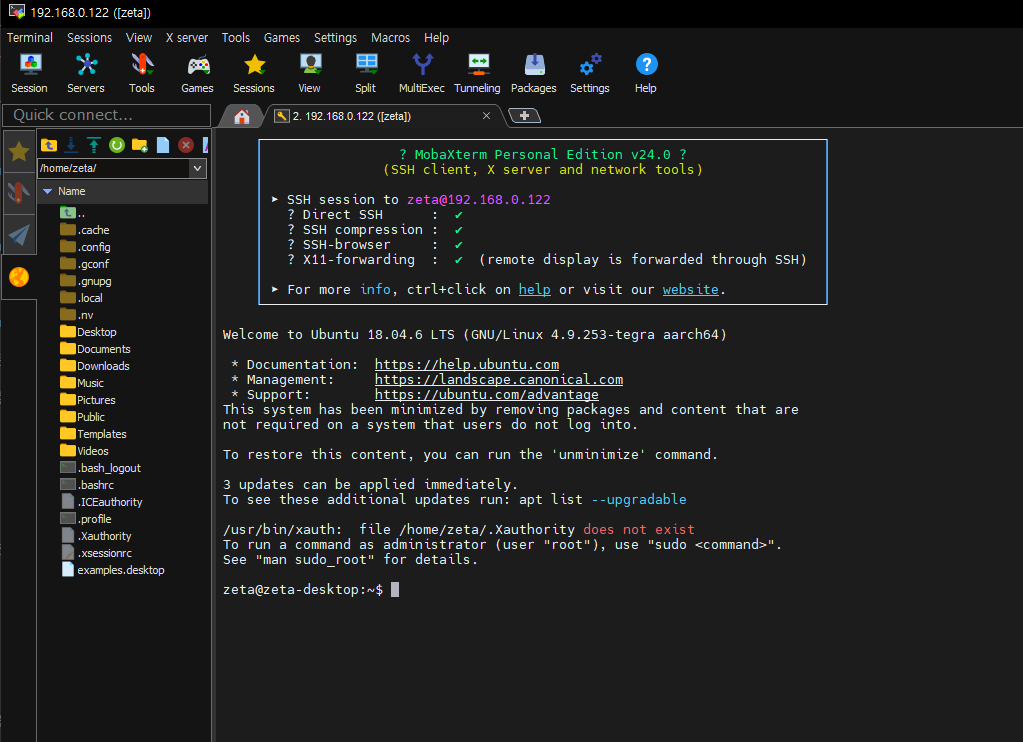 192.168.0.122 ([zeta])
Terminal Sessions View X server Tools Games Settings Macros Help
Session Servers Tools Games Sessions View Split MultiExec Tunneling Packages Settings Help
Quick connect...
2. 192.168.0.122 ([zeta])
/home/zeta/
Name
..
.cache
.config
.gconf
.gnupg
.local
.nv
Desktop
Documents
Downloads
Music
Pictures
Public
Templates
Videos
.bash_logout
.bashrc
.ICEauthority
.profile
.Xauthority
.xsessionrc
examples.desktop
? MobaXterm Personal Edition v24.0 ?
(SSH client, X server and network tools)
➤ SSH session to zeta@192.168.0.122
? Direct SSH : ✔
? SSH compression : ✔
? SSH-browser : ✔
? X11-forwarding : ✔ (remote display is forwarded through SSH)
➤ For more info, ctrl+click on help or visit our website.
Welcome to Ubuntu 18.04.6 LTS (GNU/Linux 4.9.253-tegra aarch64)
* Documentation: https://help.ubuntu.com
* Management: https://landscape.canonical.com
* Support: https://ubuntu.com/advantage
This system has been minimized by removing packages and content that are
not required on a system that users do not log into.
To restore this content, you can run the 'unminimize' command.
3 updates can be applied immediately.
To see these additional updates run: apt list --upgradable
/usr/bin/xauth: file /home/zeta/.Xauthority does not exist
To run a command as administrator (user "root"), use "sudo <command>".
See "man sudo_root" for details.
zeta@zeta-desktop:~$